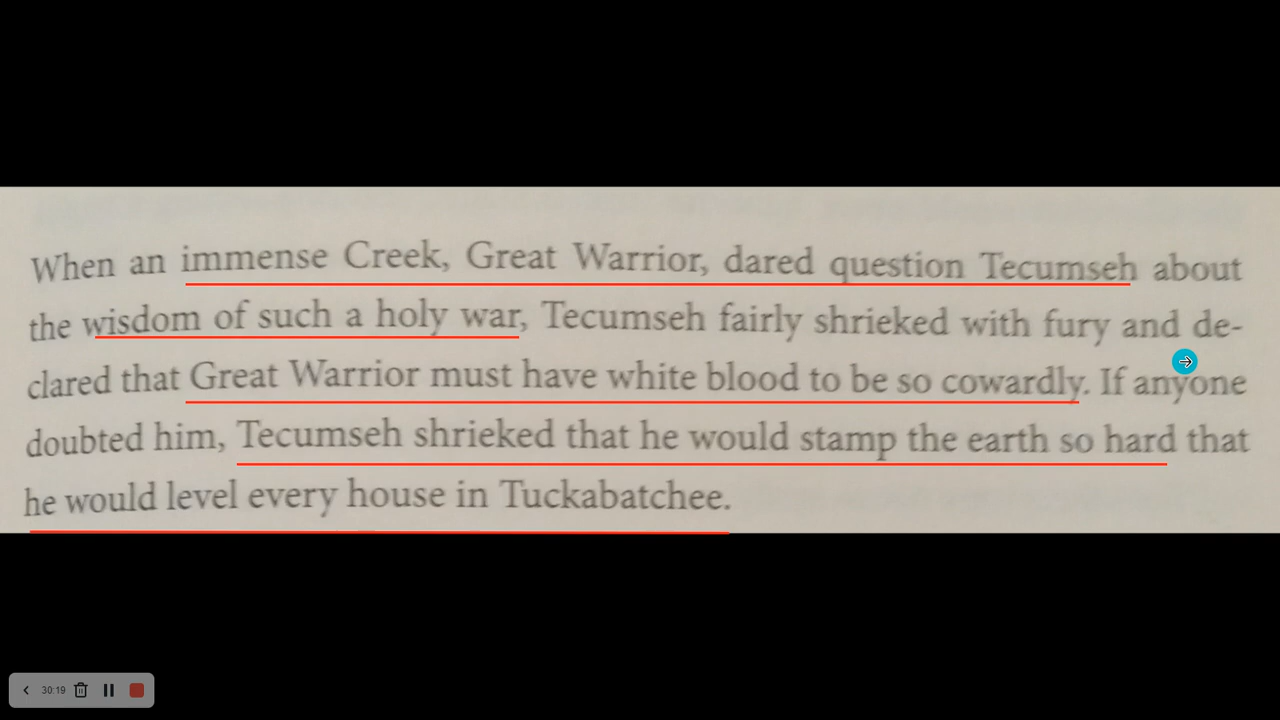 When an immense Creek, Great Warrior, dared question Tecumseh about
the wisdom of such a holy war, Tecumseh fairly shrieked with fury and de-
clared that Great Warrior must have white blood to be so cowardly. If anyone
doubted him, Tecumseh shrieked that he would stamp the earth so hard that
he would level every house in Tuckabatchee.
30:19